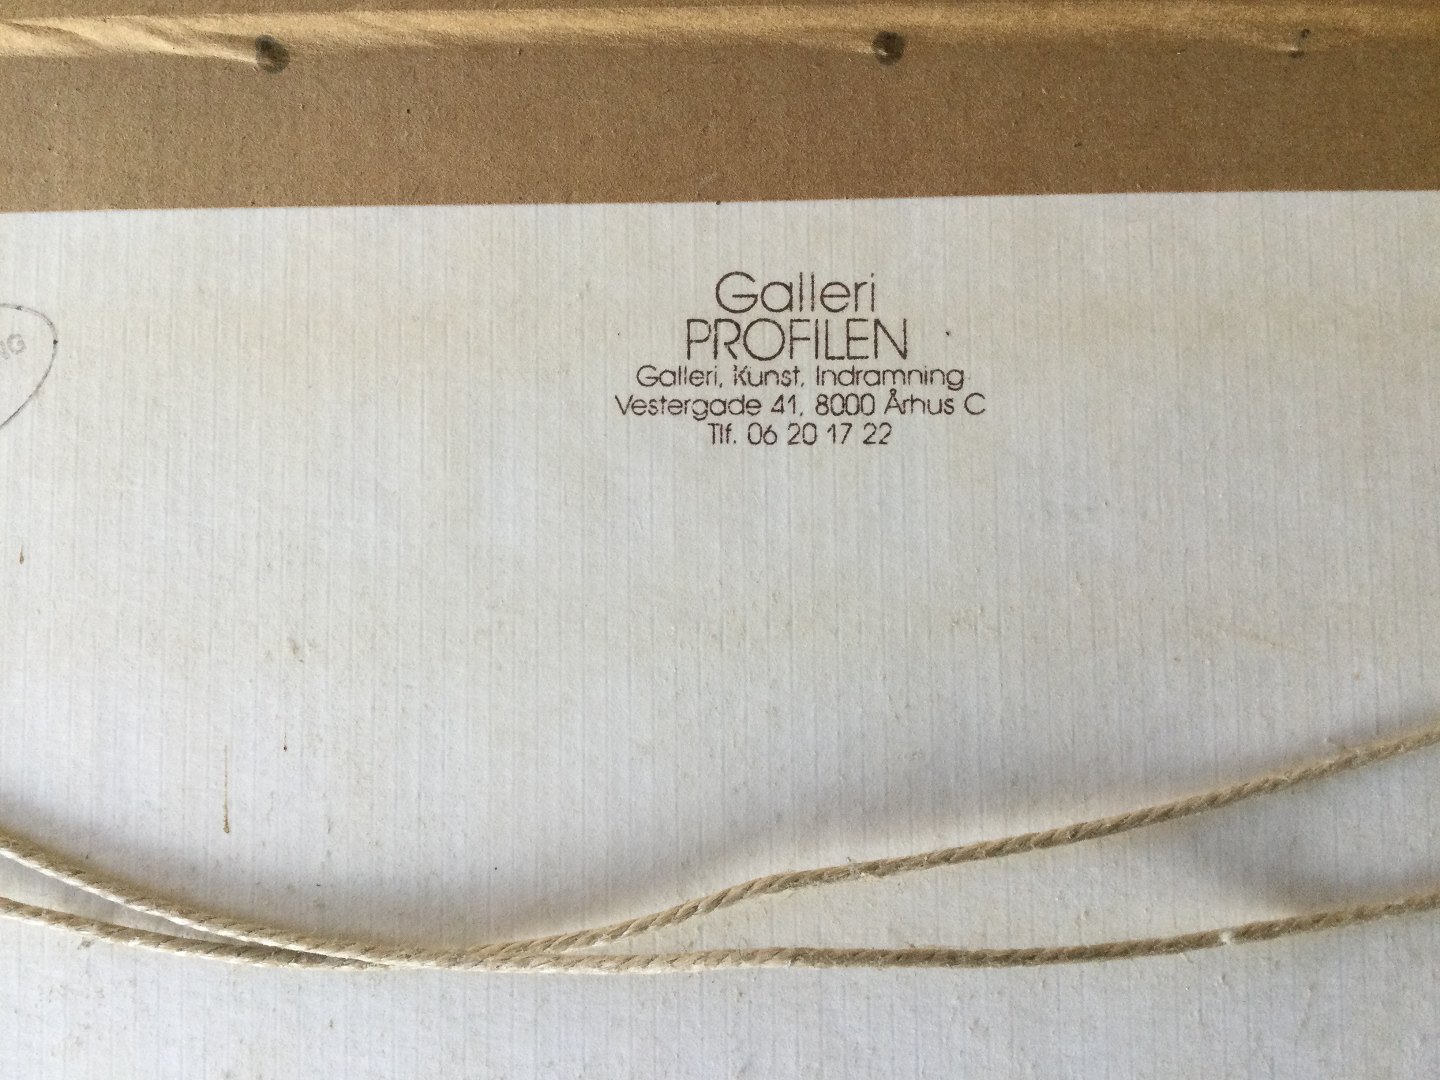 Galleri
PROFILEN
Galleri, Kunst, Indramning
Vestergade 41, 8000 Århus C
Tlf. 06 20 17 22